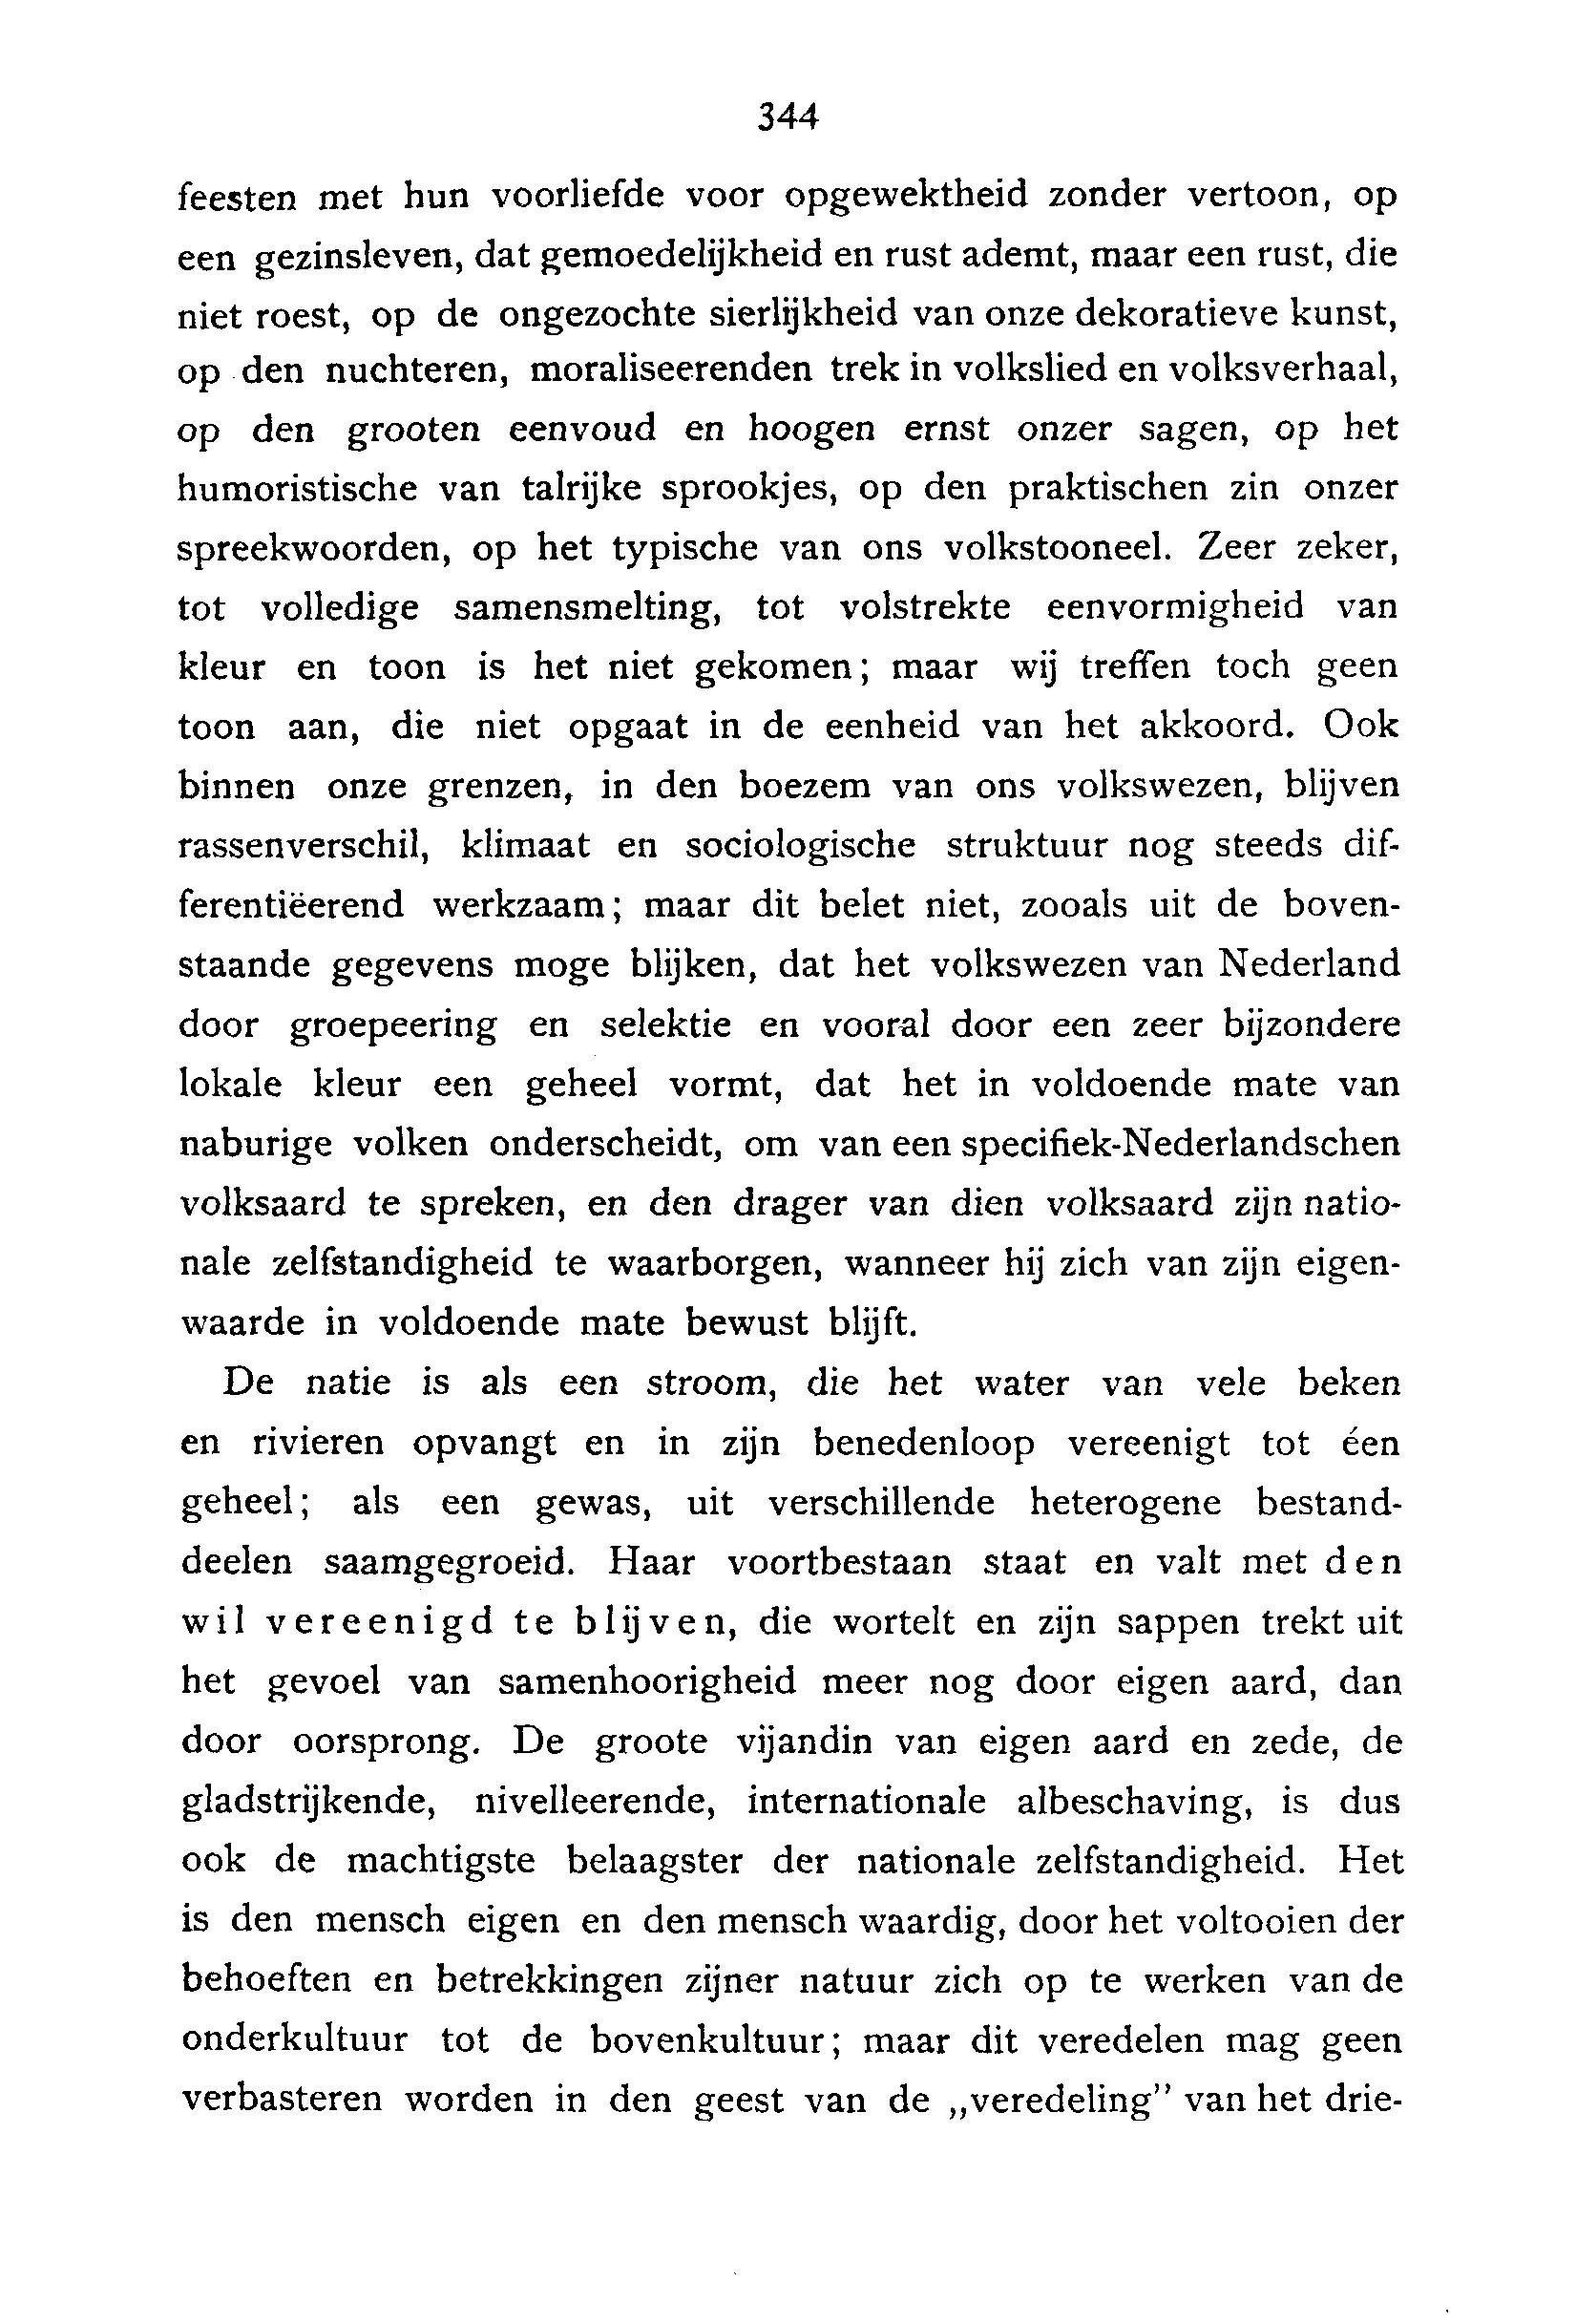 344
feesten met hun voorliefde voor opgewektheid zonder vertoon, op
een gezinsleven, dat gemoedelijkheid en rust ademt, maar een rust, die
niet roest, op de ongezochte sierlijkheid van onze dekoratieve kunst,
op den nuchteren, moraliseerenden trek in volkslied en volksverhaal,
op den grooten eenvoud en hoogen ernst onzer sagen, op het
humoristische van talrijke sprookjes, op den praktischen zin onzer
spreekwoorden, op het typische van ons volkstooneel. Zeer zeker,
tot volledige samensmelting, tot volstrekte eenvormigheid van
kleur en toon is het niet gekomen; maar wij treffen toch geen
toon aan, die niet opgaat in de eenheid van het akkoord. Ook
binnen onze grenzen, in den boezem van ons volkswezen, blijven
rassenverschil, klimaat en sociologische struktuur nog steeds dif-
ferentiëerend werkzaam; maar dit belet niet, zooals uit de boven-
staande gegevens moge blijken, dat het volkswezen van Nederland
door groepeering en selektie en vooral door een zeer bijzondere
lokale kleur een geheel vormt, dat het in voldoende mate van
naburige volken onderscheidt, om van een specifiek-Nederlandschen
volksaard te spreken, en den drager van dien volksaard zijn natio-
nale zelfstandigheid te waarborgen, wanneer hij zich van zijn eigen-
waarde in voldoende mate bewust blijft.
De natie is als een stroom, die het water van vele beken
en rivieren opvangt en in zijn benedenloop vereenigt tot éen
geheel; als een gewas, uit verschillende heterogene bestand-
deelen saamgegroeid. Haar voortbestaan staat en valt met den
wil vereenigd te blijven, die wortelt en zijn sappen trekt uit
het gevoel van samenhoorigheid meer nog door eigen aard, dan
door oorsprong. De groote vijandin van eigen aard en zede, de
gladstrijkende, nivelleerende, internationale albeschaving, is dus
ook de machtigste belaagster der nationale zelfstandigheid. Het
is den mensch eigen en den mensch waardig, door het voltooien der
behoeften en betrekkingen zijner natuur zich op te werken van de
onderkultuur tot de bovenkultuur; maar dit veredelen mag geen
verbasteren worden in den geest van de „veredeling” van het drie-